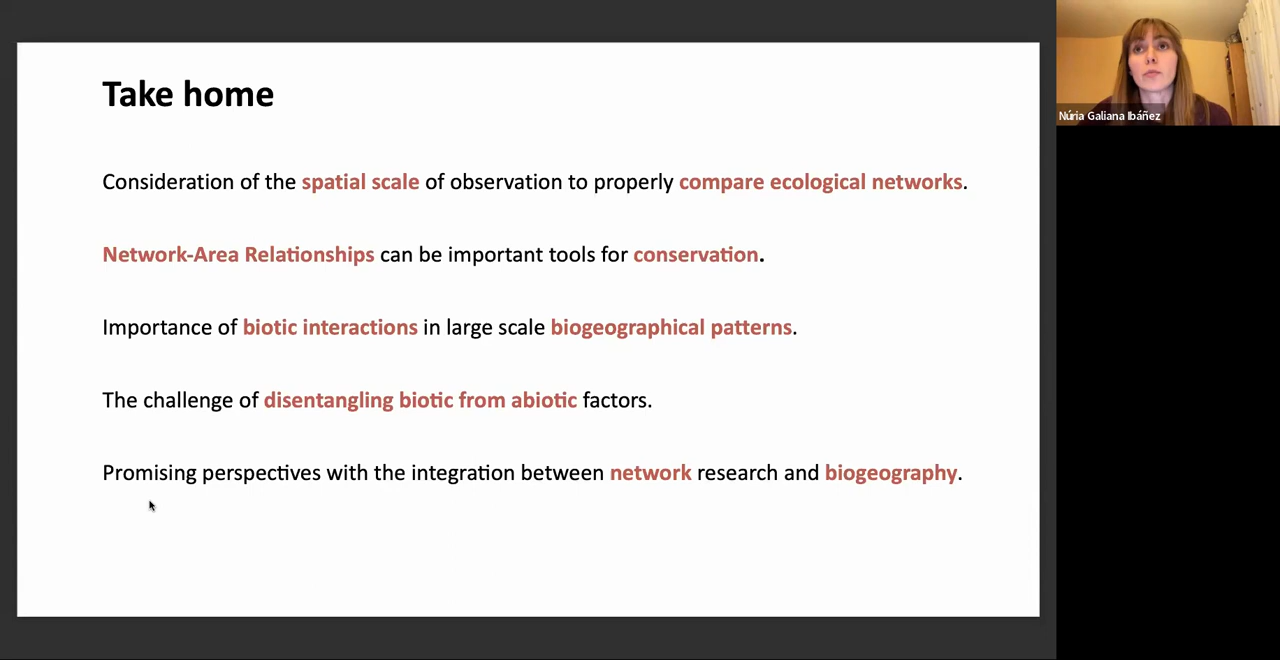 Take home
Consideration of the spatial scale of observation to properly compare ecological networks.
Network-Area Relationships can be important tools for conservation.
Importance of biotic interactions in large scale biogeographical patterns.
The challenge of disentangling biotic from abiotic factors.
Promising perspectives with the integration between network research and biogeography.
Núria Galiana Ibáñez